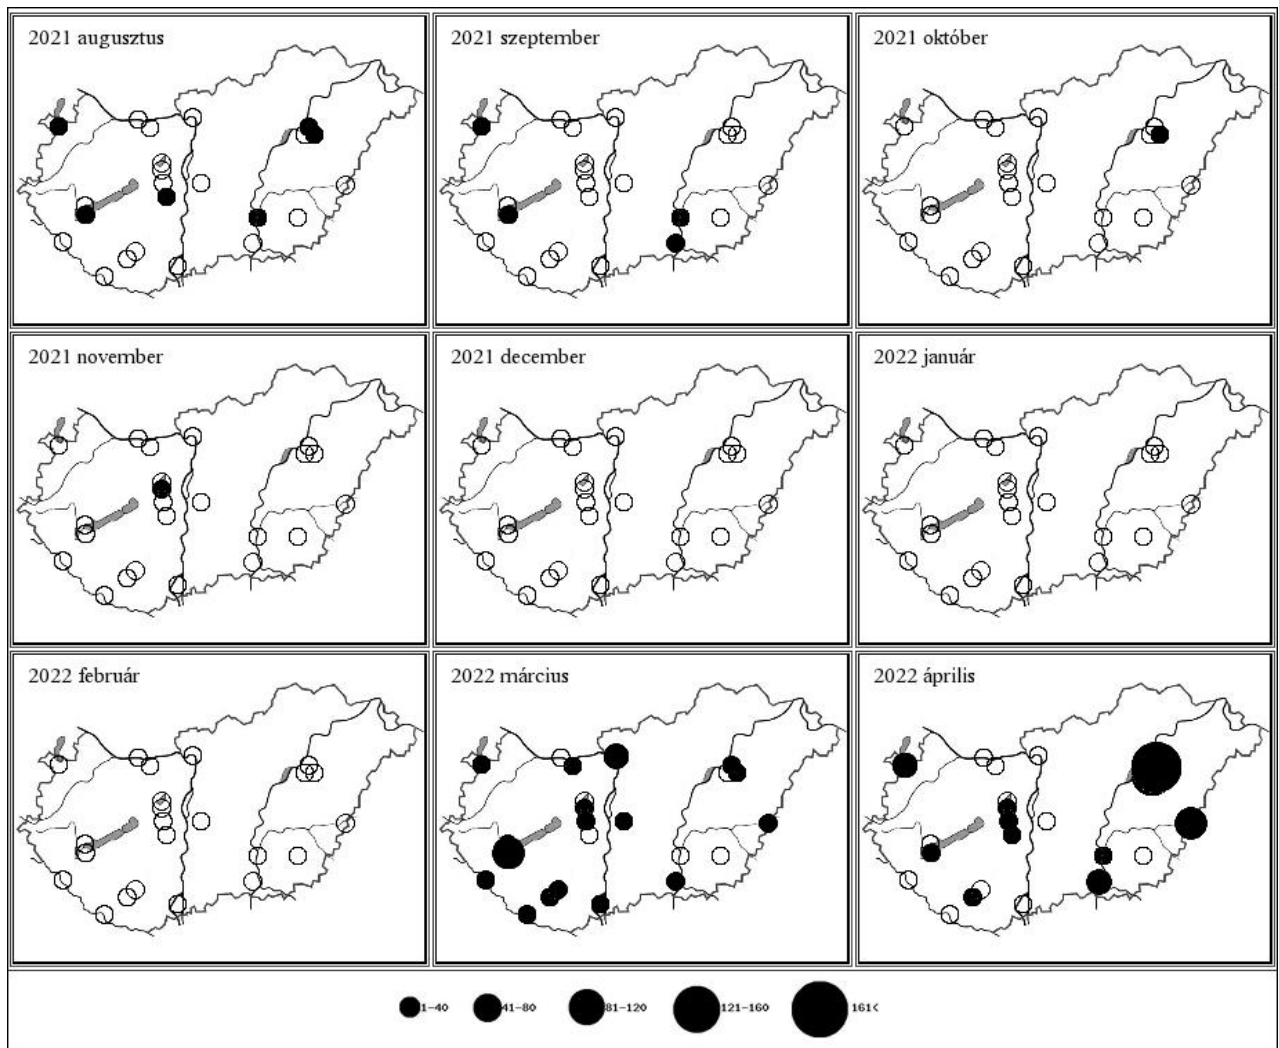 2021 augusztus
2021 szeptember
2021 október
2021 november
2021 december
2022 január
2022 február
2022 március
2022 április
1-40
41-80
81-120
121-160
161<